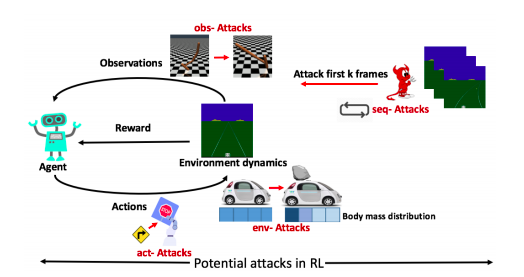 obs- Attacks
Observations
Attack first k frames
seq- Attacks
Reward
Agent
Environment dynamics
Actions
STOP
Body mass distribution
env- Attacks
act- Attacks
Potential attacks in RL